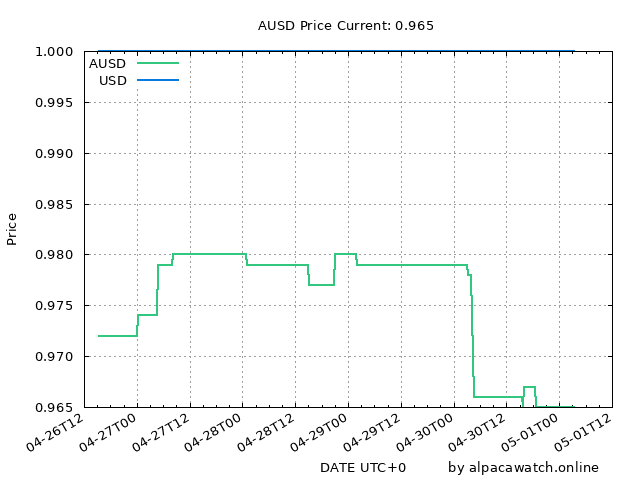 AUSD Price Current: 0.965
1.000
AUSD
USD
0.995
0.990
0.985
0.980
0.975
0.970
0.965
Price
04-26T12
04-27T00
04-27T12
04-28T00
04-28T12
04-29T00
04-29T12
04-30T00
04-30T12
05-01T00
05-01T12
DATE UTC+0
by alpacawatch.online